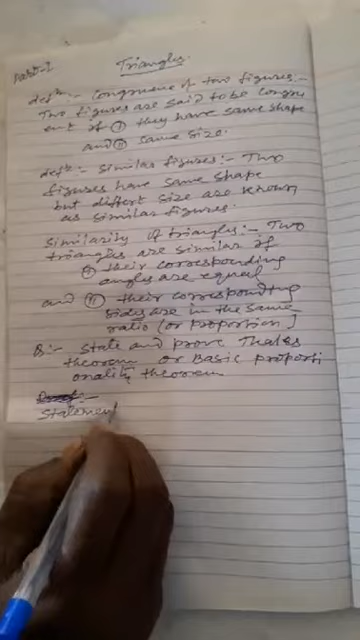 Part-I
Triangles
defn:- Congruence of two figures:-
Two figures are said to be congru
ent if (i) they have same shape
and (ii) same size.
defn:- Similar figures:- Two
figures have same shape
but differt size are known
as similar figures.
Similarity of triangles:- Two
triangles are similar if
(i) their corresponding
angles are equal
and (ii) their corresponding
sides are in the same
ratio (or proportion)
Q:- State and prove Thales
theorem or Basic proporti
onality theorem
Statement